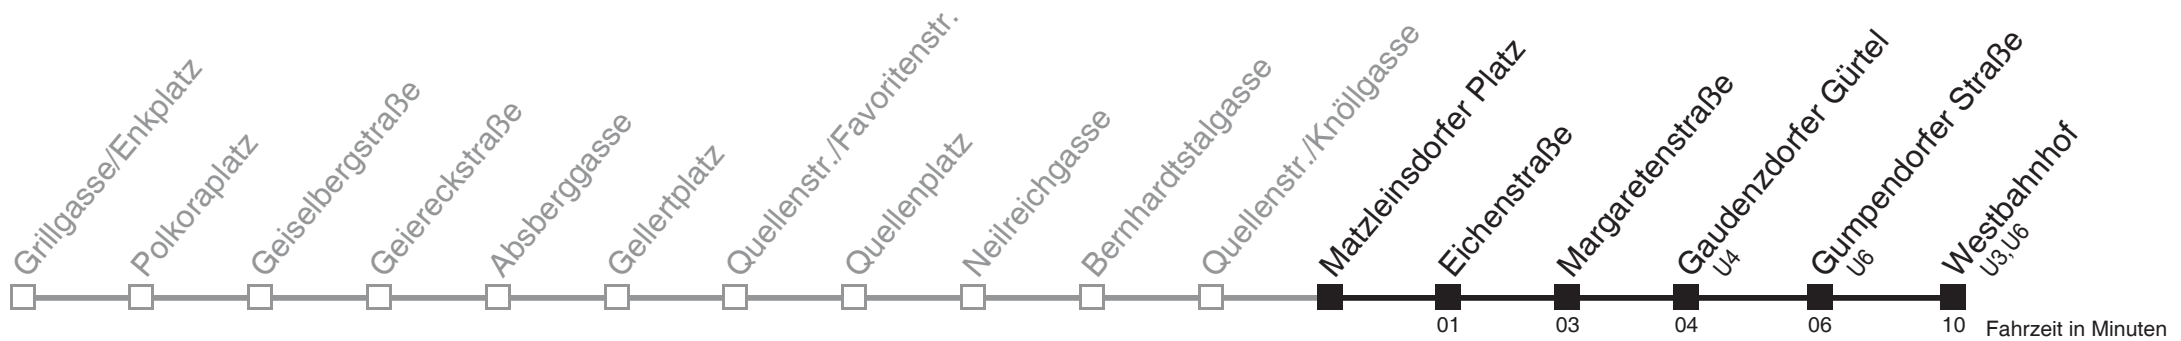 Grillgasse/Enkplatz
Polkoraplatz
Geiselbergstraße
Geiereckstraße
Absberggasse
Gellertplatz
Quellenstr./Favoritenstr.
Quellenplatz
Neilreichgasse
Bernhardtstalgasse
Quellenstr./Knöllgasse
Matzleinsdorfer Platz
Eichenstraße
Margaretenstraße
Gaudenzdorfer Gürtel
U4
Gumpendorfer Straße
U6
Westbahnhof
U3,U6
01 03 04 06 10 Fahrzeit in Minuten